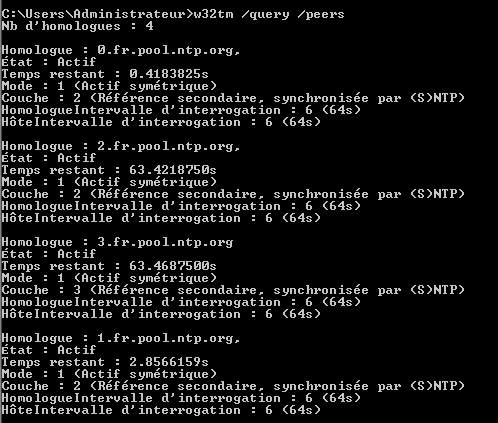 C:\Users\Administrateur>w32tm /query /peers
Nb d'homologues : 4
Homologue : 0.fr.pool.ntp.org,
État : Actif
Temps restant : 0.4183825s
Mode : 1 (Actif symétrique)
Couche : 2 (Référence secondaire, synchronisée par (S)NTP)
HomologueIntervalle d'interrogation : 6 (64s)
HôteIntervalle d'interrogation : 6 (64s)
Homologue : 2.fr.pool.ntp.org,
État : Actif
Temps restant : 63.4218750s
Mode : 1 (Actif symétrique)
Couche : 2 (Référence secondaire, synchronisée par (S)NTP)
HomologueIntervalle d'interrogation : 6 (64s)
HôteIntervalle d'interrogation : 6 (64s)
Homologue : 3.fr.pool.ntp.org
État : Actif
Temps restant : 63.4687500s
Mode : 1 (Actif symétrique)
Couche : 3 (Référence secondaire, synchronisée par (S)NTP)
HomologueIntervalle d'interrogation : 6 (64s)
HôteIntervalle d'interrogation : 6 (64s)
Homologue : 1.fr.pool.ntp.org,
État : Actif
Temps restant : 2.8566159s
Mode : 1 (Actif symétrique)
Couche : 2 (Référence secondaire, synchronisée par (S)NTP)
HomologueIntervalle d'interrogation : 6 (64s)
HôteIntervalle d'interrogation : 6 (64s)